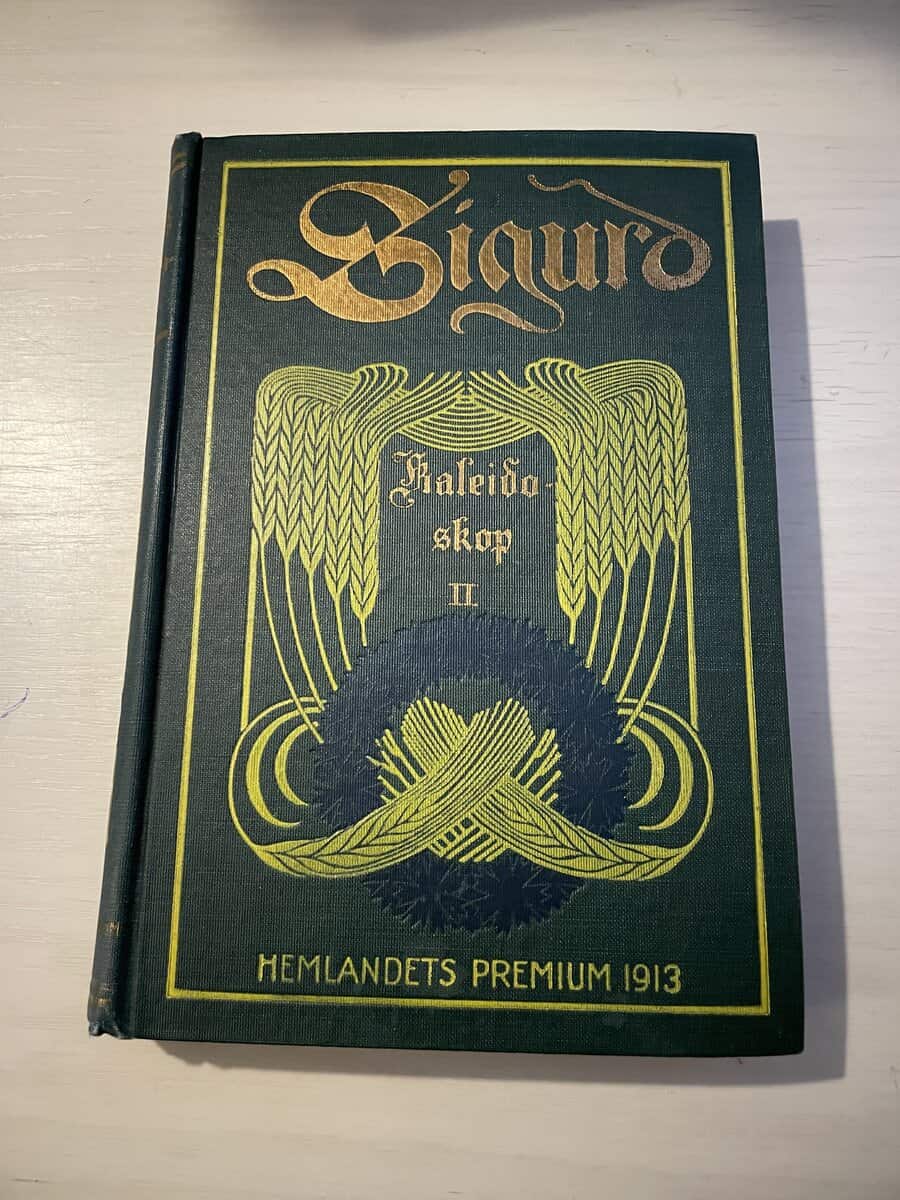 Sigurd
Kaleido-
skop
II
HEMLANDETS PREMIUM 1913